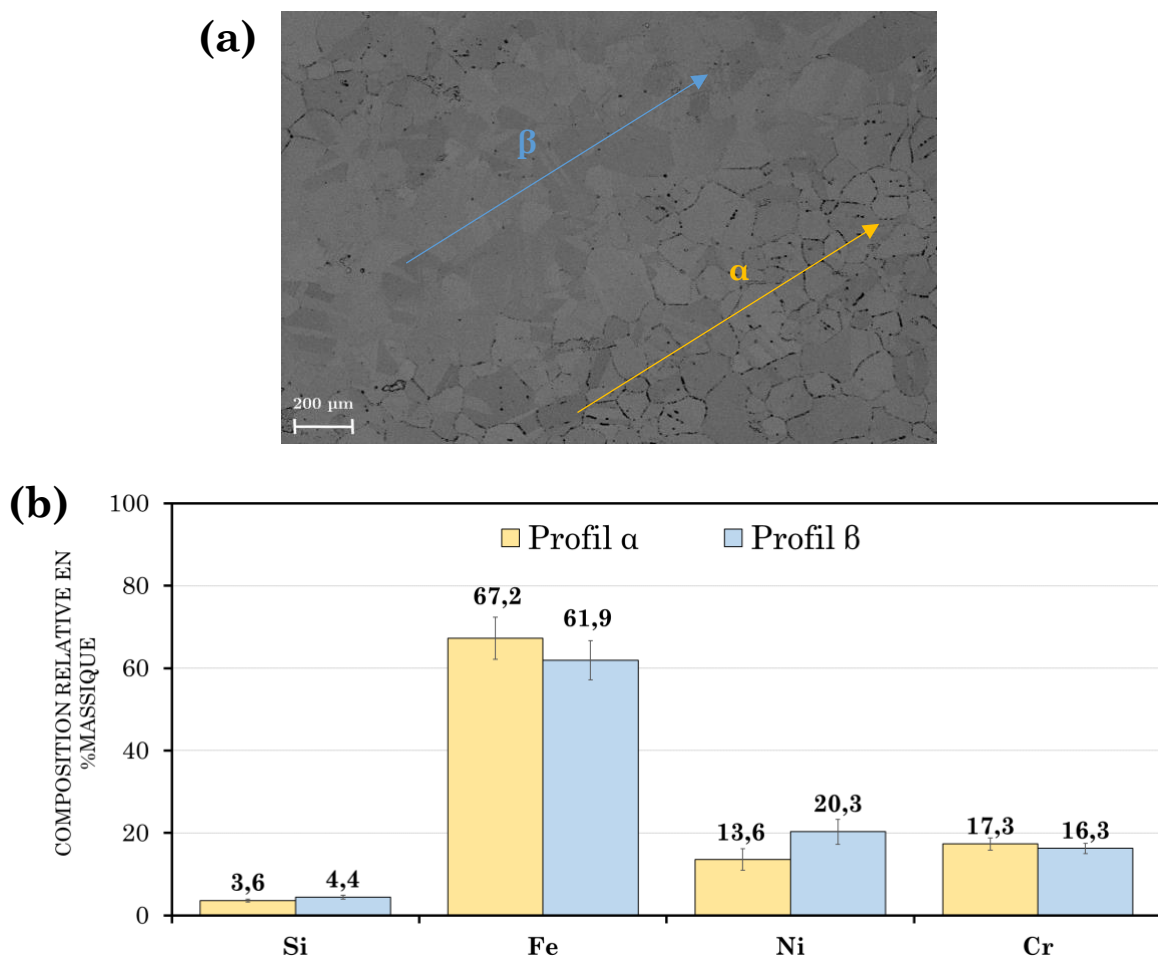 (a)
β
α
200 µm
(b)
COMPOSITION RELATIVE EN
%MASSIQUE
100
80
60
40
20
0
Profil α
Profil β
3,6
4,4
67,2
61,9
13,6
20,3
17,3
16,3
Si
Fe
Ni
Cr